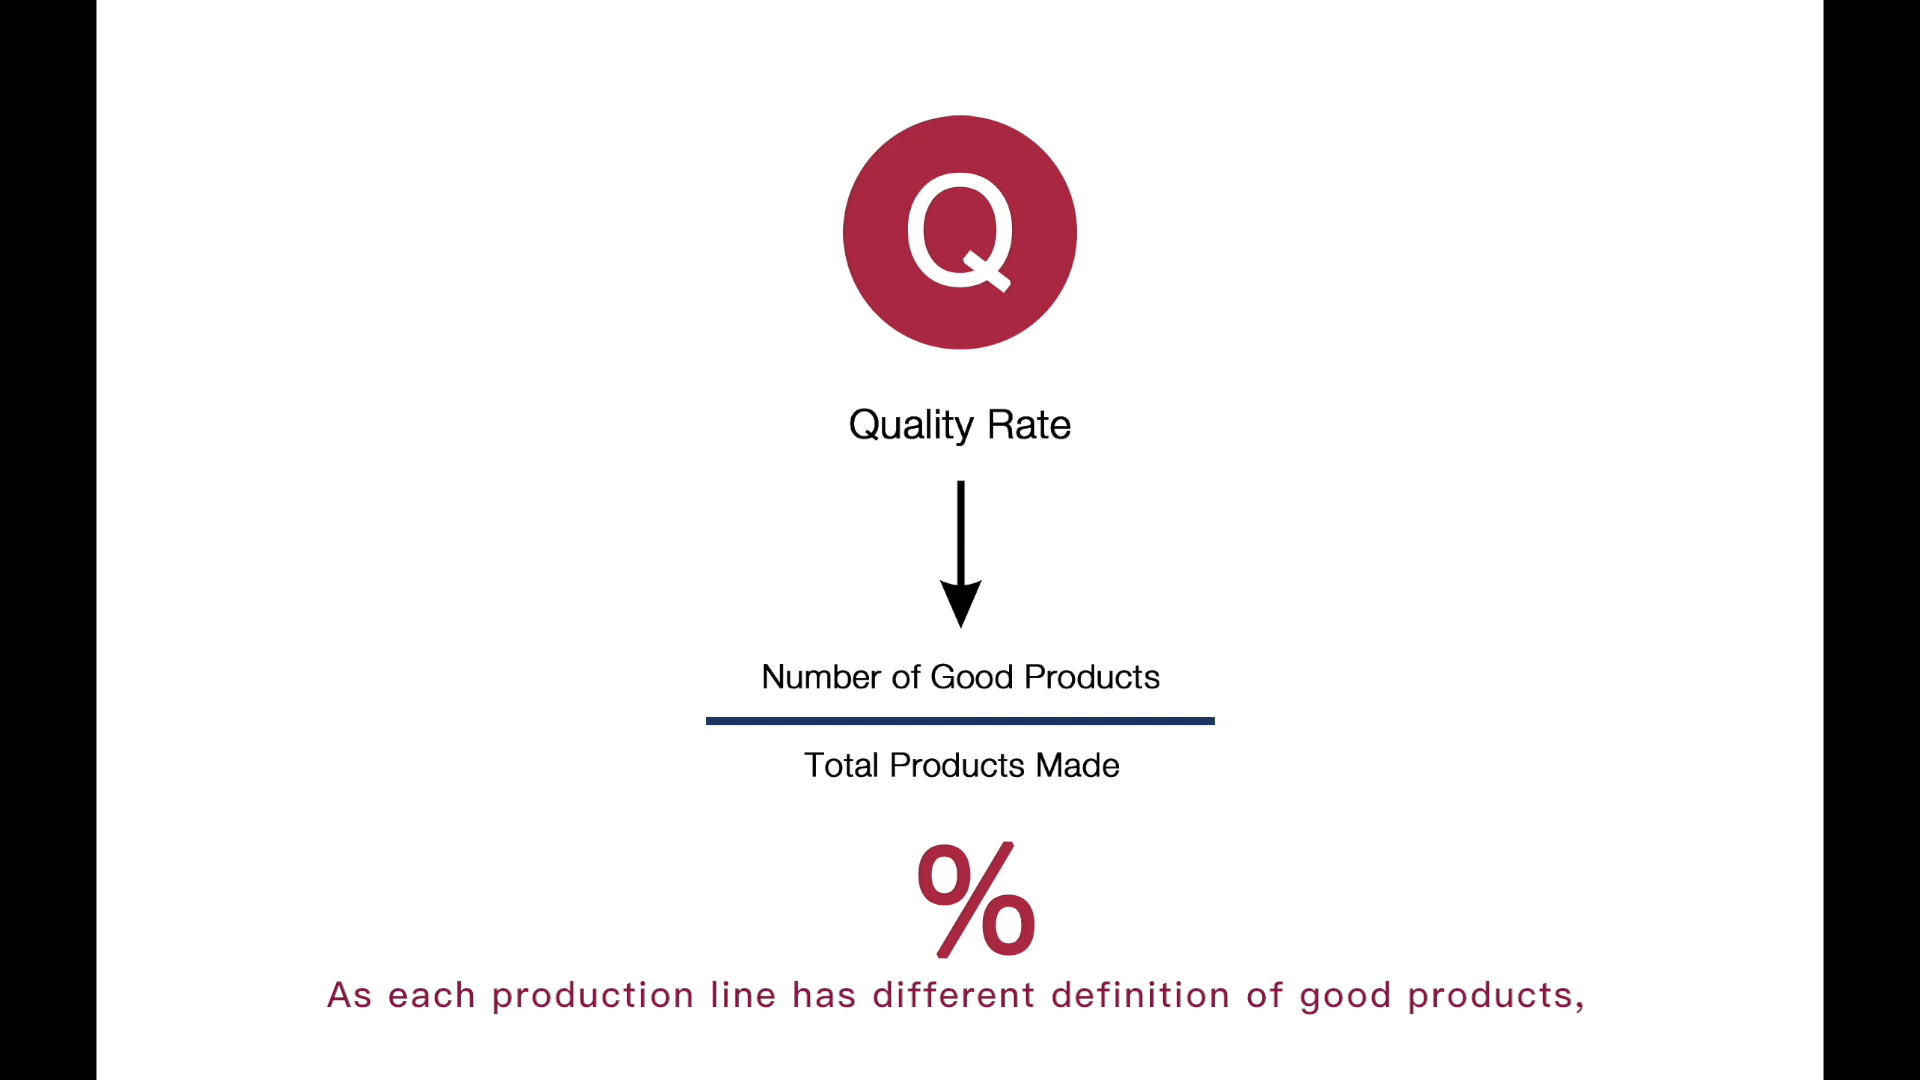 Q
Quality Rate
Number of Good Products
Total Products Made
%
As each production line has different definition of good products,